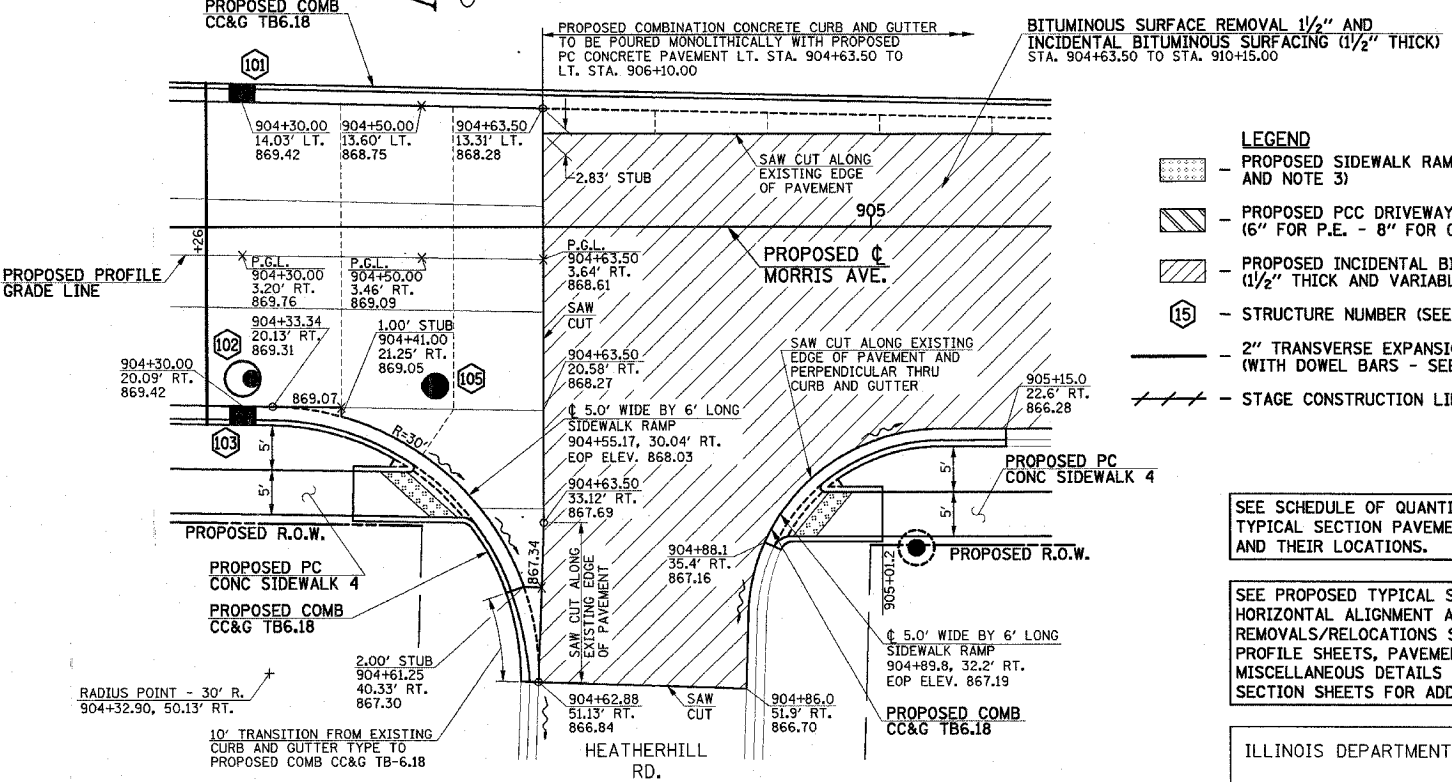 PROPOSED COMB
CC&G TB6.18
PROPOSED COMBINATION CONCRETE CURB AND GUTTER
TO BE POURED MONOLITHICALLY WITH PROPOSED
PC CONCRETE PAVEMENT LT. STA. 904+63.50 TO
LT. STA. 906+10.00
BITUMINOUS SURFACE REMOVAL 1½" AND
INCIDENTAL BITUMINOUS SURFACING (1½" THICK)
STA. 904+63.50 TO STA. 910+15.00
101
904+30.00
14.03' LT.
869.42
904+50.00
13.60' LT.
868.75
904+63.50
13.31' LT.
868.28
2.83' STUB
SAW CUT ALONG
EXISTING EDGE
OF PAVEMENT
905
PROPOSED ℄
MORRIS AVE.
+26
PROPOSED PROFILE
GRADE LINE
P.G.L.
904+30.00
3.20' RT.
869.76
P.G.L.
904+50.00
3.46' RT.
869.09
P.G.L.
904+63.50
3.64' RT.
868.61
SAW
CUT
904+33.34
20.13' RT.
869.31
1.00' STUB
904+41.00
21.25' RT.
869.05
102
105
904+30.00
20.09' RT.
869.42
869.07
103
R=30'
904+63.50
20.58' RT.
868.27
℄ 5.0' WIDE BY 6' LONG
SIDEWALK RAMP
904+55.17, 30.04' RT.
EOP ELEV. 868.03
904+63.50
33.12' RT.
867.69
SAW CUT ALONG EXISTING
EDGE OF PAVEMENT AND
PERPENDICULAR THRU
CURB AND GUTTER
905+15.0
22.6' RT.
866.28
5'
5'
5'
5'
PROPOSED PC
CONC SIDEWALK 4
PROPOSED R.O.W.
PROPOSED PC
CONC SIDEWALK 4
PROPOSED COMB
CC&G TB6.18
867.34
SAW CUT ALONG
EXISTING EDGE
OF PAVEMENT
904+88.1
35.4' RT.
867.16
905+01.2
PROPOSED R.O.W.
℄ 5.0' WIDE BY 6' LONG
SIDEWALK RAMP
904+89.8, 32.2' RT.
EOP ELEV. 867.19
PROPOSED COMB
CC&G TB6.18
2.00' STUB
904+61.25
40.33' RT.
867.30
RADIUS POINT - 30' R.
904+32.90, 50.13' RT.
10' TRANSITION FROM EXISTING
CURB AND GUTTER TYPE TO
PROPOSED COMB CC&G TB-6.18
904+62.88
51.13' RT.
866.84
SAW
CUT
904+86.0
51.9' RT.
866.70
HEATHERHILL
RD.
LEGEND
- PROPOSED SIDEWALK RAM
AND NOTE 3)
- PROPOSED PCC DRIVEWAY
(6" FOR P.E. - 8" FOR
- PROPOSED INCIDENTAL BI
(1½" THICK AND VARIABL
15 - STRUCTURE NUMBER (SEE
- 2" TRANSVERSE EXPANSI
(WITH DOWEL BARS - SEE
- STAGE CONSTRUCTION LI
SEE SCHEDULE OF QUANTI
TYPICAL SECTION PAVEME
AND THEIR LOCATIONS.
SEE PROPOSED TYPICAL S
HORIZONTAL ALIGNMENT A
REMOVALS/RELOCATIONS S
PROFILE SHEETS, PAVEME
MISCELLANEOUS DETAILS
SECTION SHEETS FOR ADD
ILLINOIS DEPARTMENT